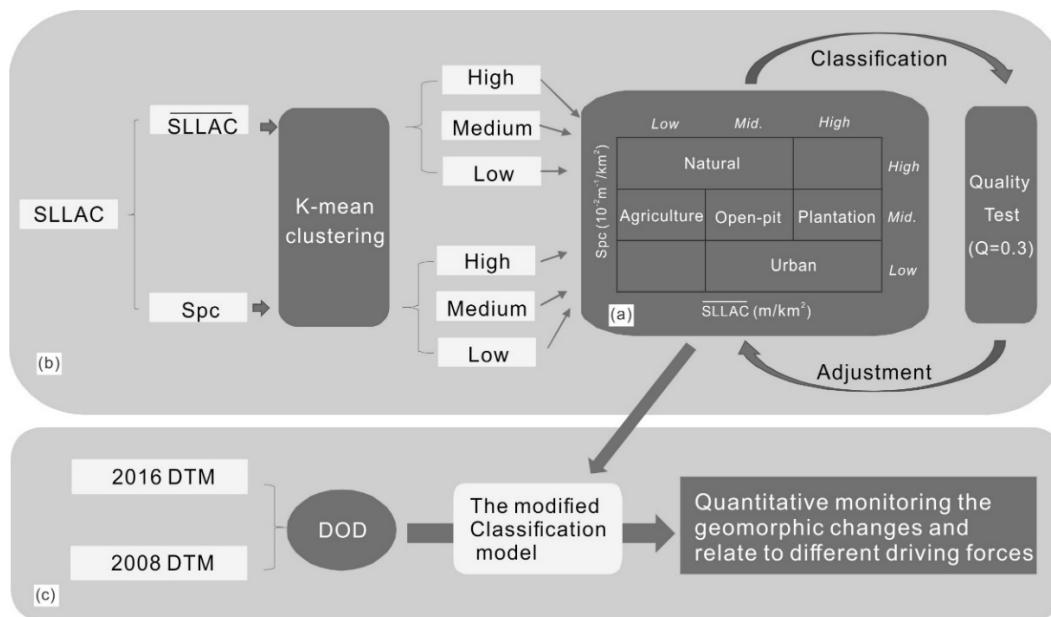 SLLAC
SLLAC
Spc
K-mean
clustering
High
Medium
Low
High
Medium
Low
Low Mid. High
Spc (10⁻²m⁻¹/km²)
Natural
High
Agriculture Open-pit Plantation
Mid.
Urban
Low
SLLAC (m/km²)
(a)
Classification
Quality
Test
(Q=0.3)
Adjustment
(b)
2016 DTM
2008 DTM
DOD
The modified
Classification
model
Quantitative monitoring the
geomorphic changes and
relate to different driving forces
(c)